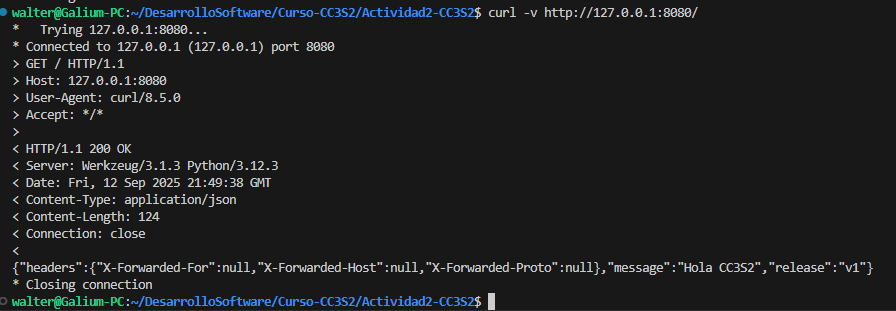 walter@Galium-PC:~/DesarrolloSoftware/Curso-CC3S2/Actividad2-CC3S2$ curl -v http://127.0.0.1:8080/
*   Trying 127.0.0.1:8080...
* Connected to 127.0.0.1 (127.0.0.1) port 8080
> GET / HTTP/1.1
> Host: 127.0.0.1:8080
> User-Agent: curl/8.5.0
> Accept: */*
>
< HTTP/1.1 200 OK
< Server: Werkzeug/3.1.3 Python/3.12.3
< Date: Fri, 12 Sep 2025 21:49:38 GMT
< Content-Type: application/json
< Content-Length: 124
< Connection: close
<
{"headers":{"X-Forwarded-For":null,"X-Forwarded-Host":null,"X-Forwarded-Proto":null},"message":"Hola CC3S2","release":"v1"}
* Closing connection
walter@Galium-PC:~/DesarrolloSoftware/Curso-CC3S2/Actividad2-CC3S2$